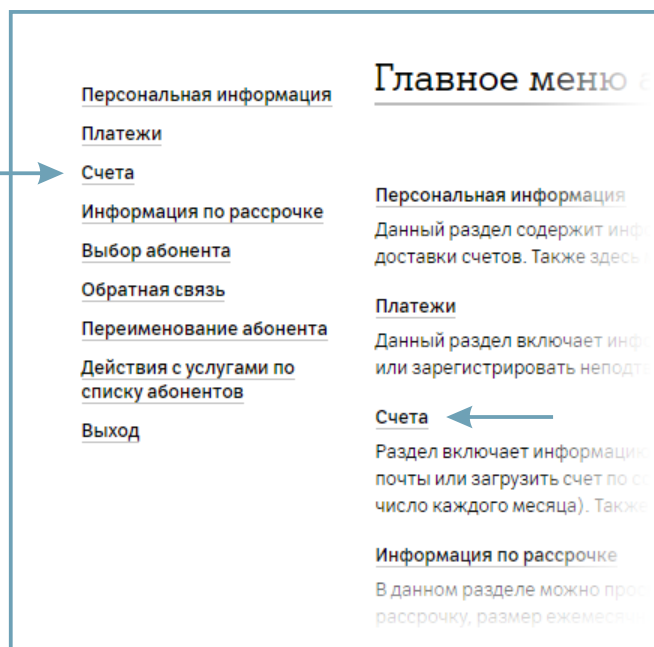 Персональная информация
Платежи
Счета
Информация по рассрочке
Выбор абонента
Обратная связь
Переименование абонента
Действия с услугами по
списку абонентов
Выход
Главное меню
Персональная информация
Данный раздел содержит
доставки счетов. Также здесь
Платежи
Данный раздел включает
или зарегистрировать
Счета
Раздел включает информацию
почты или загрузить счет по
число каждого месяца). Также
Информация по рассрочке
В данном разделе можно
рассрочку, размер